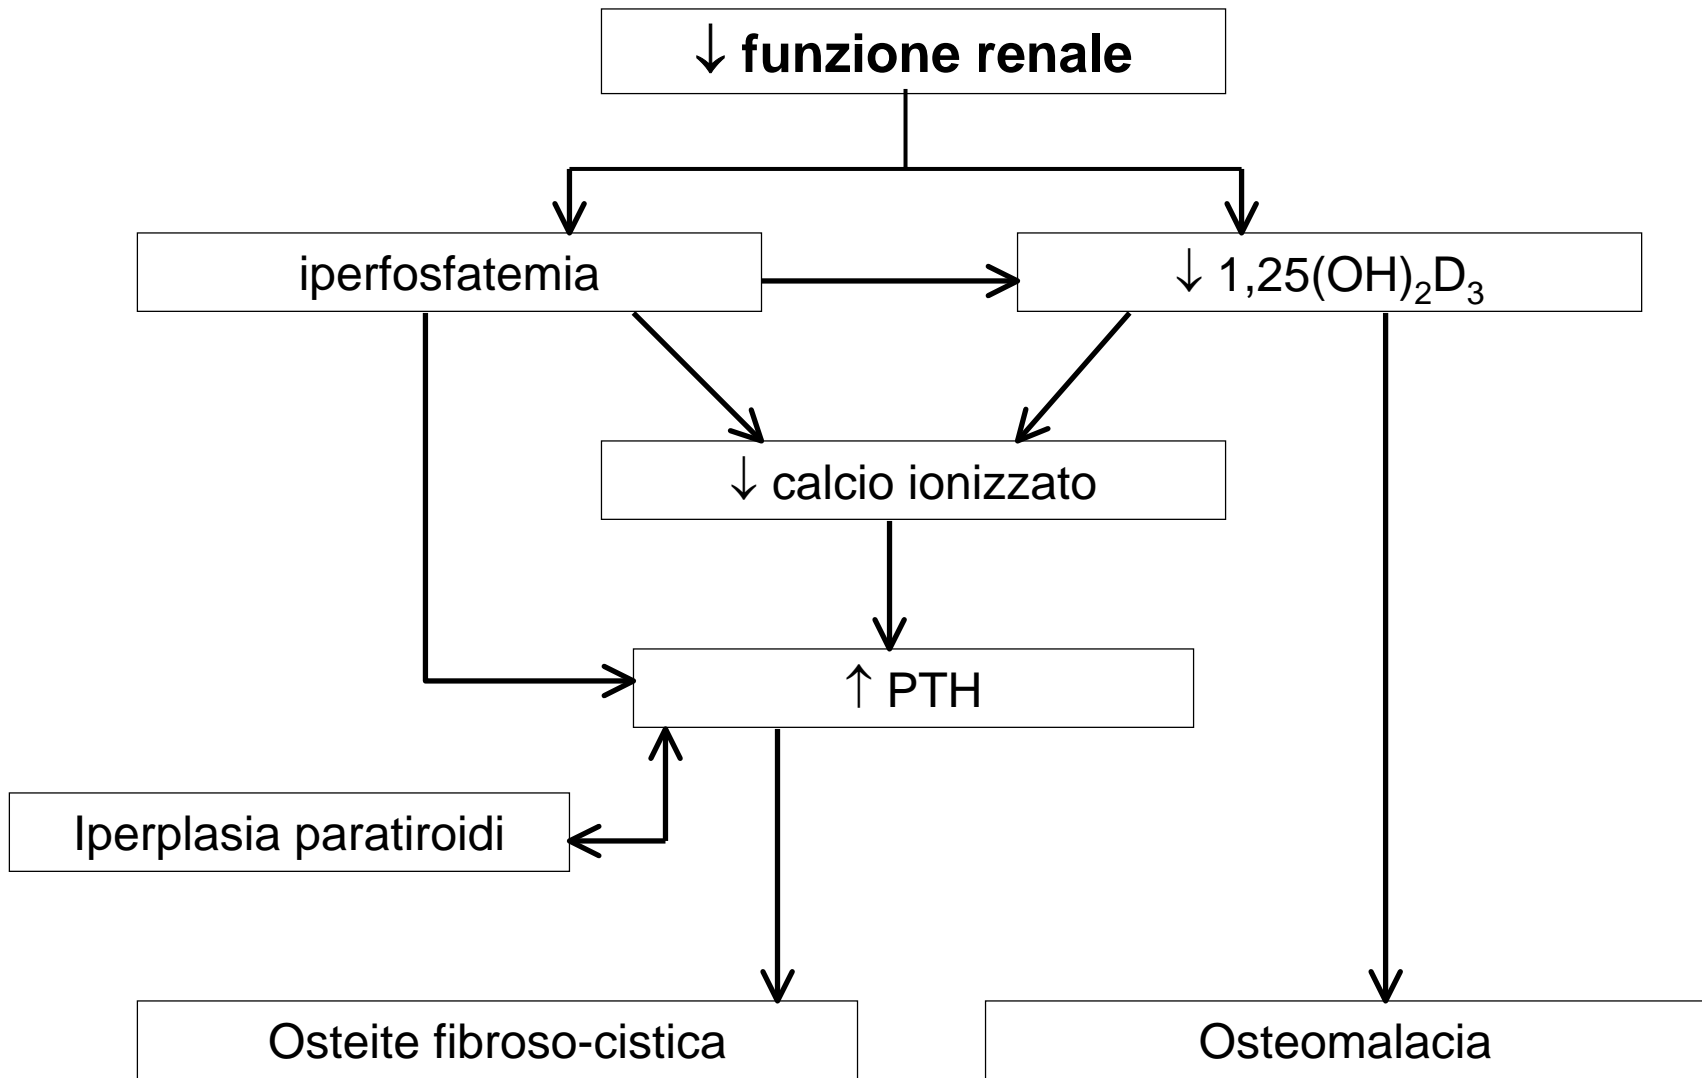 ↓ funzione renale
iperfosfatemia
↓ 1,25(OH)₂D₃
↓ calcio ionizzato
↑ PTH
Iperplasia paratiroidi
Osteite fibroso-cistica
Osteomalacia